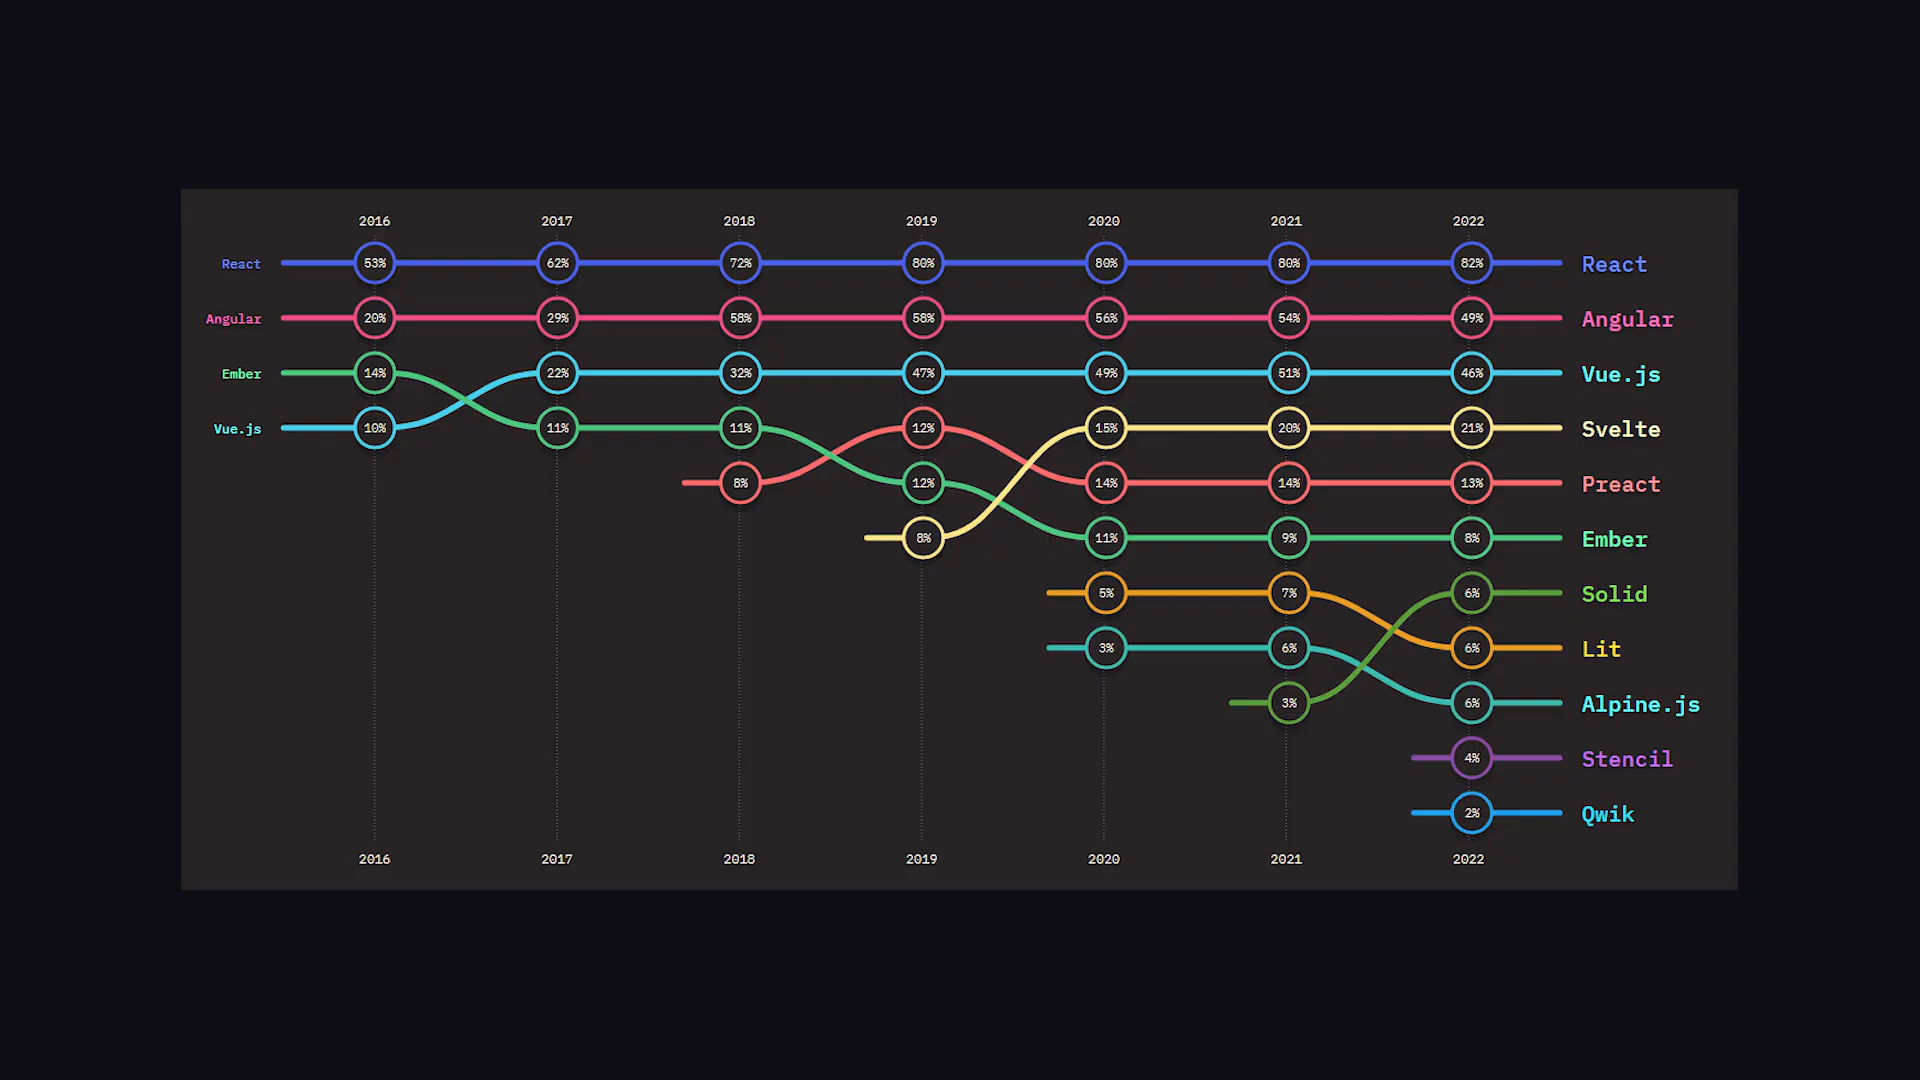 2016 2017 2018 2019 2020 2021 2022
React 53% 62% 72% 80% 80% 80% 82% React
Angular 20% 29% 58% 58% 56% 54% 49% Angular
Ember 14% 22% 32% 47% 49% 51% 46% Vue.js
Vue.js 10% 11% 11% 12% 15% 20% 21% Svelte
8% 12% 14% 14% 13% Preact
8% 11% 9% 8% Ember
5% 7% 6% Solid
3% 6% 6% Lit
3% 6% Alpine.js
4% Stencil
2% Qwik
2016 2017 2018 2019 2020 2021 2022